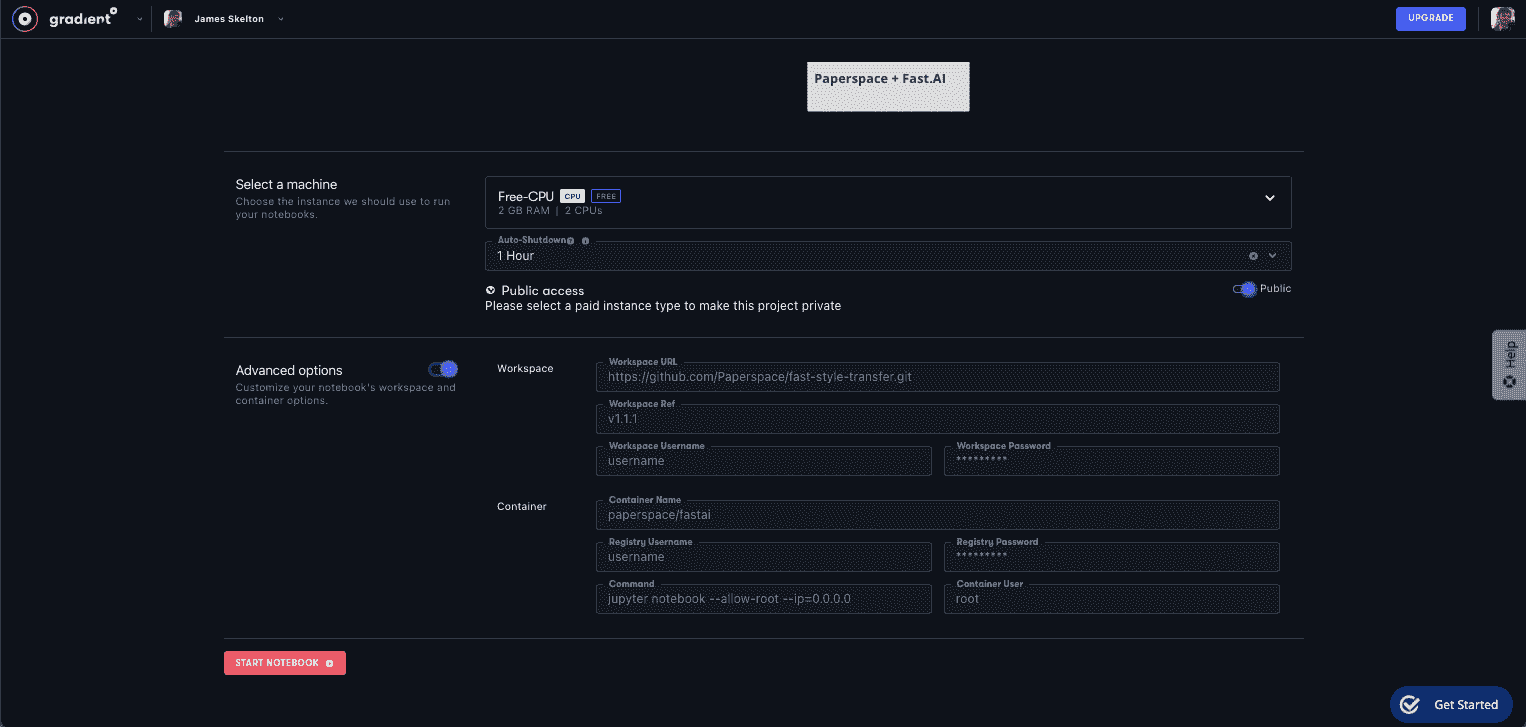 gradient
James Skelton
UPGRADE
Paperspace + Fast.AI
Select a machine
Choose the instance we should use to run
your notebooks.
Free-CPU CPU FREE
2 GB RAM | 2 CPUs
Auto-Shutdown
1 Hour
Public access
Public
Please select a paid instance type to make this project private
Help
Advanced options
Customize your notebook's workspace and
container options.
Workspace
Workspace URL
https://github.com/Paperspace/fast-style-transfer.git
Workspace Ref
v1.1.1
Workspace Username
username
Workspace Password
*********
Container
Container Name
paperspace/fastai
Registry Username
username
Registry Password
*********
Command
jupyter notebook --allow-root --ip=0.0.0.0
Container User
root
START NOTEBOOK
Get Started